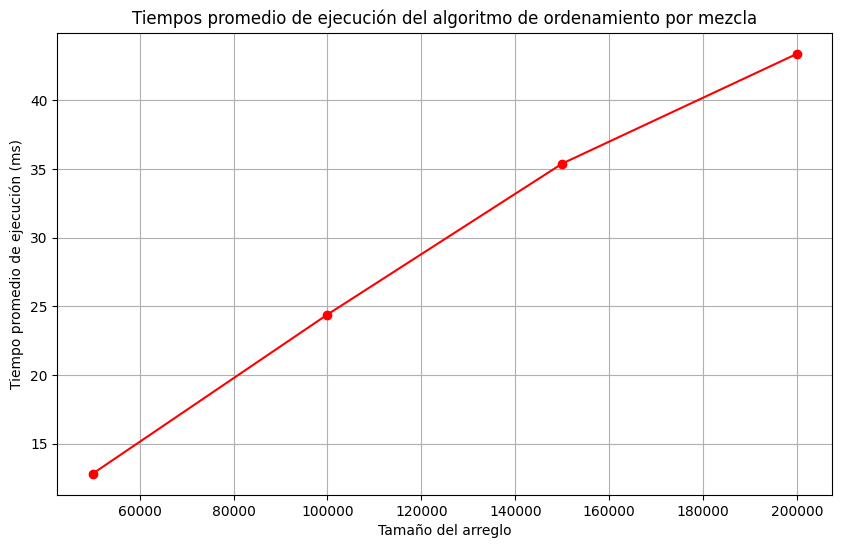 Tiempos promedio de ejecución del algoritmo de ordenamiento por mezcla
Tiempo promedio de ejecución (ms)
40
35
30
25
20
15
60000 80000 100000 120000 140000 160000 180000 200000
Tamaño del arreglo